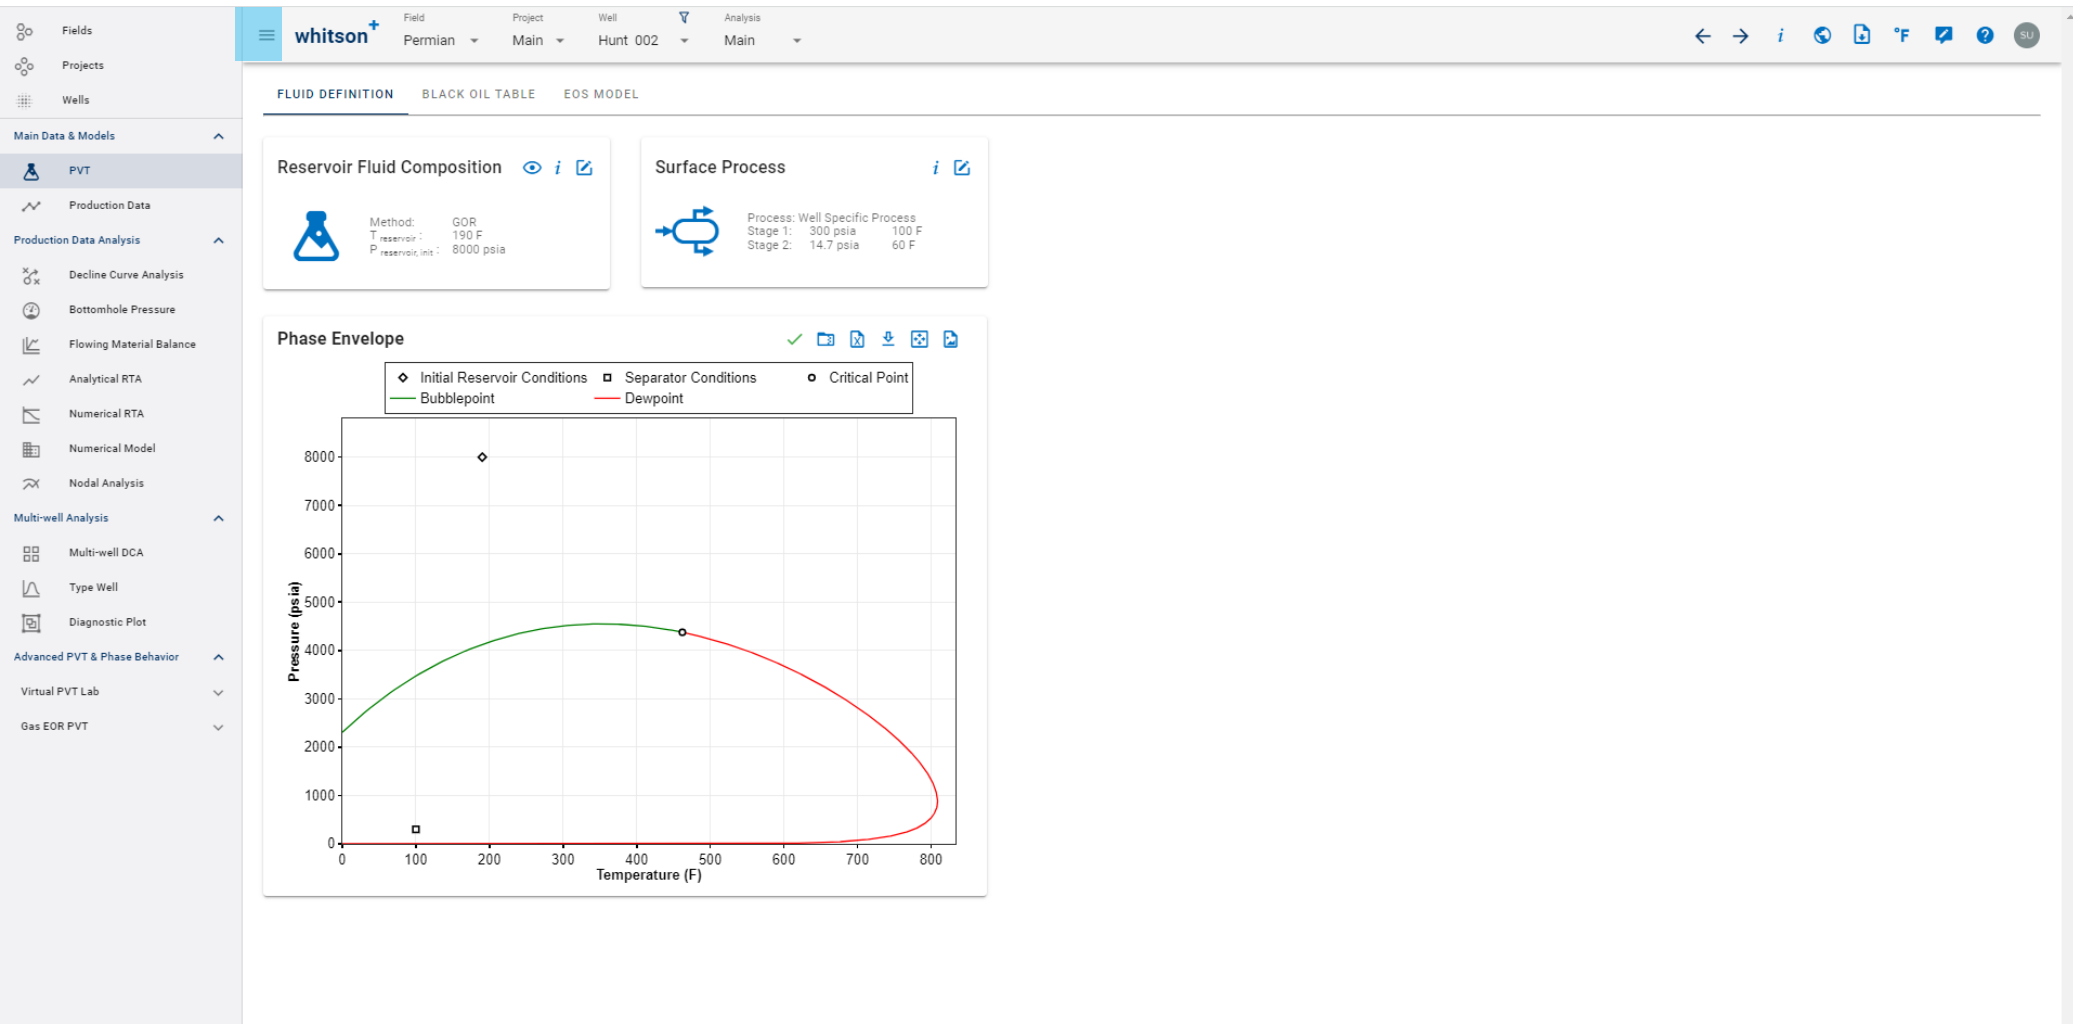 Fields
Projects
Wells
Main Data & Models
PVT
Production Data
Production Data Analysis
Decline Curve Analysis
Bottomhole Pressure
Flowing Material Balance
Analytical RTA
Numerical RTA
Numerical Model
Nodal Analysis
Multi-well Analysis
Multi-well DCA
Type Well
Diagnostic Plot
Advanced PVT & Phase Behavior
Virtual PVT Lab
Gas EOR PVT
whitson+
Field
Permian
Project
Main
Well
Hunt 002
Analysis
Main
i
°F
?
SU
FLUID DEFINITION BLACK OIL TABLE EOS MODEL
Reservoir Fluid Composition i
Method: GOR
T reservoir : 190 F
P reservoir, init : 8000 psia
Surface Process i
Process: Well Specific Process
Stage 1: 300 psia 100 F
Stage 2: 14.7 psia 60 F
Phase Envelope
Initial Reservoir Conditions Separator Conditions Critical Point
Bubblepoint Dewpoint
Pressure (psia)
8000
7000
6000
5000
4000
3000
2000
1000
0
0 100 200 300 400 500 600 700 800
Temperature (F)